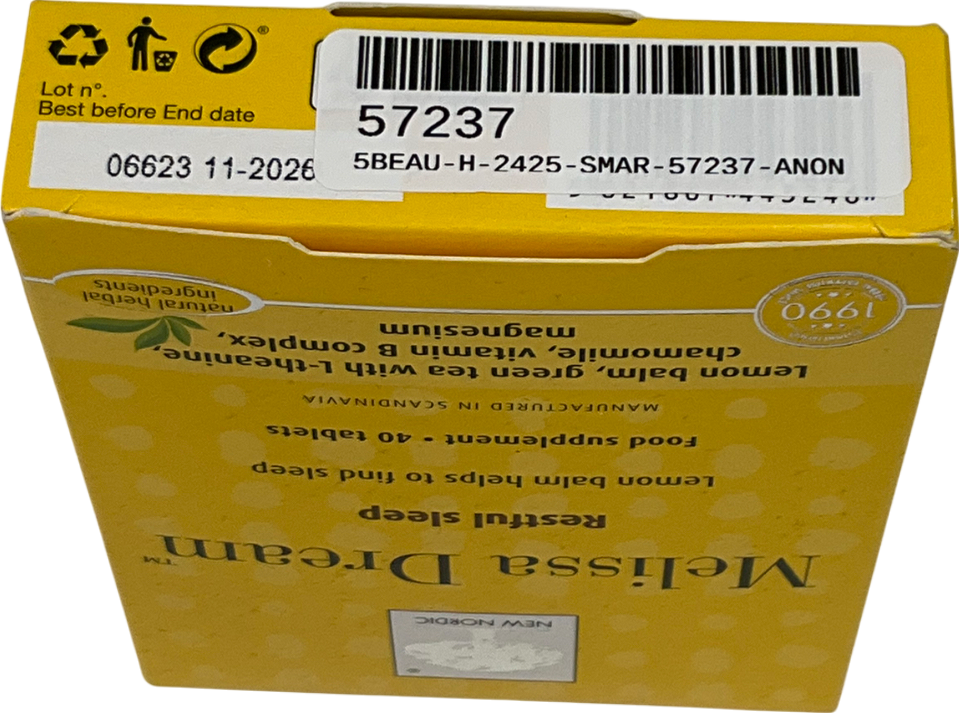 Lot n°.
Best before End date
06623 11-2026
57237
5BEAU-H-2425-SMAR-57237-ANON
natural herbal
ingredients
1990
Lemon balm, green tea with L-theanine,
chamomile, vitamin B complex,
magnesium
MANUFACTURED IN SCANDINAVIA
Food supplement • 40 tablets
Lemon balm helps to find sleep
Restful sleep
Melissa Dream™
NEW NORDIC